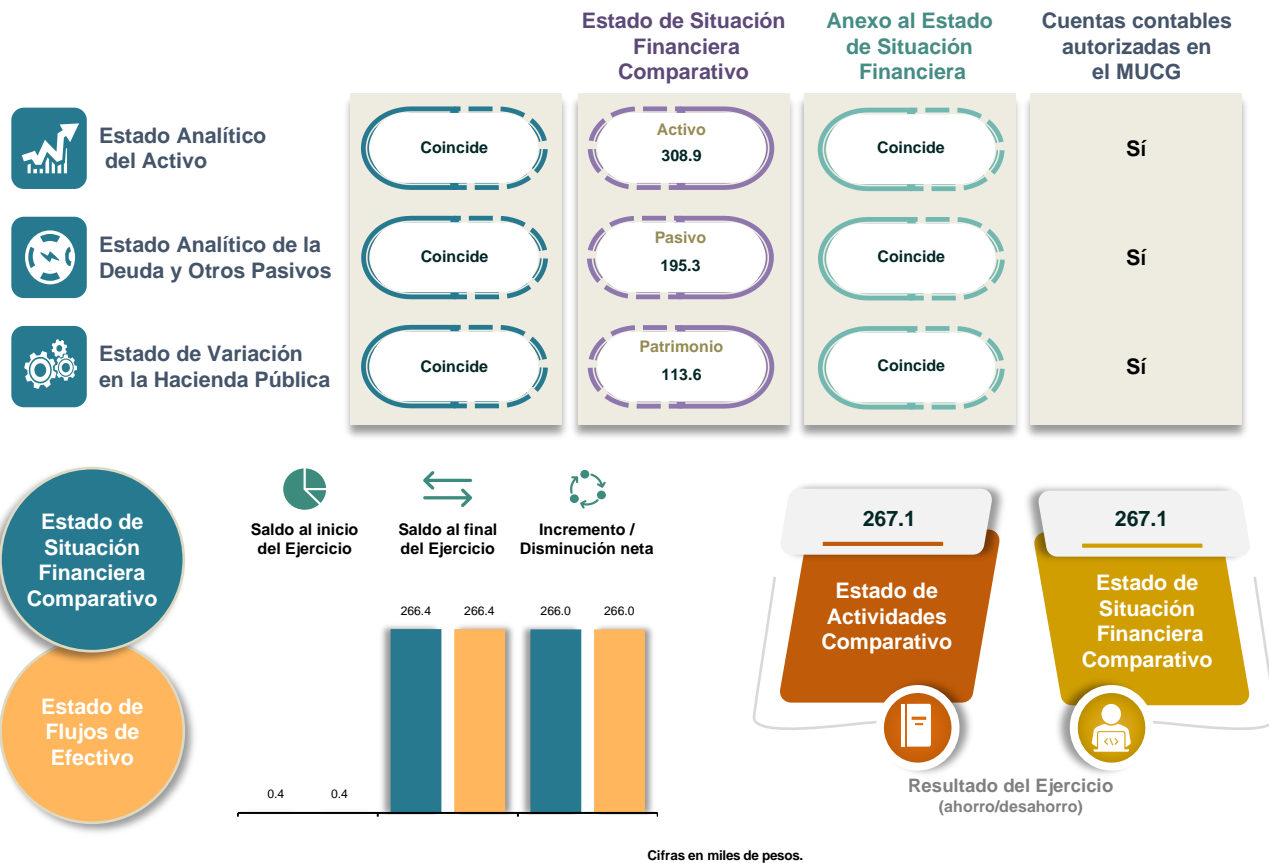 Estado de Situación
Financiera
Comparativo
Anexo al Estado
de Situación
Financiera
Cuentas contables
autorizadas en
el MUCG
Estado Analítico
del Activo
Coincide
Activo
308.9
Coincide
Sí
Estado Analítico de la
Deuda y Otros Pasivos
Coincide
Pasivo
195.3
Coincide
Sí
Estado de Variación
en la Hacienda Pública
Coincide
Patrimonio
113.6
Coincide
Sí
Estado de
Situación
Financiera
Comparativo
Estado de
Flujos de
Efectivo
Saldo al inicio
del Ejercicio
Saldo al final
del Ejercicio
Incremento /
Disminución neta
0.4
0.4
266.4
266.4
266.0
266.0
267.1
Estado de
Actividades
Comparativo
267.1
Estado de
Situación
Financiera
Comparativo
Resultado del Ejercicio
(ahorro/desahorro)
Cifras en miles de pesos.